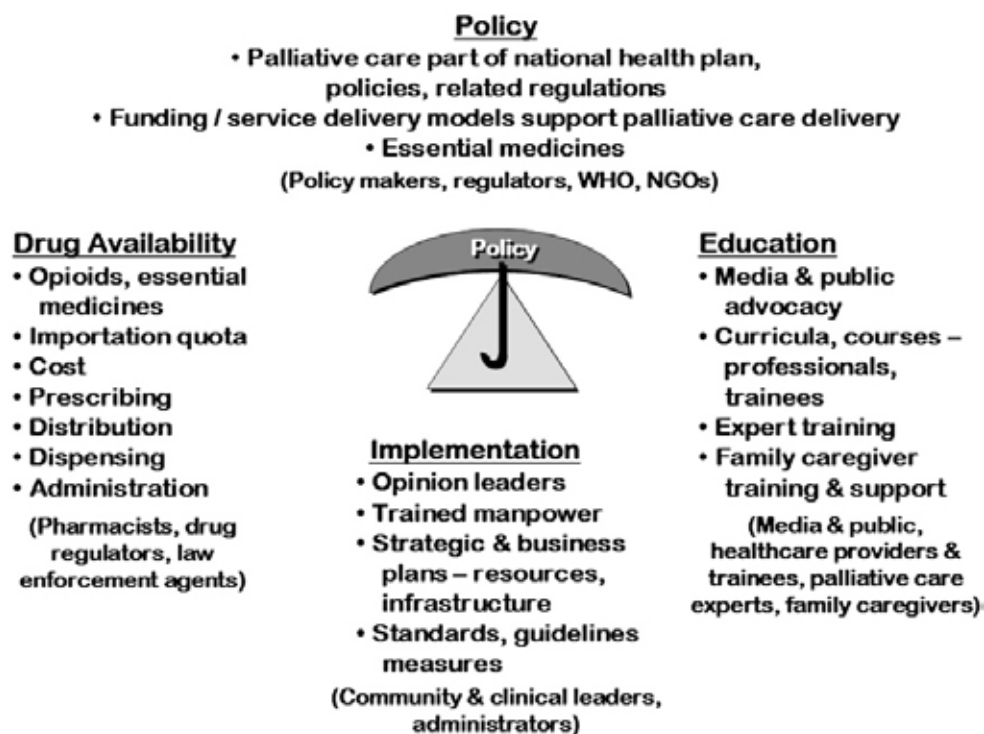 Policy
• Palliative care part of national health plan,
policies, related regulations
• Funding / service delivery models support palliative care delivery
• Essential medicines
(Policy makers, regulators, WHO, NGOs)
Drug Availability
• Opioids, essential
medicines
• Importation quota
• Cost
• Prescribing
• Distribution
• Dispensing
• Administration
(Pharmacists, drug
regulators, law
enforcement agents)
Policy
Implementation
• Opinion leaders
• Trained manpower
• Strategic & business
plans – resources,
infrastructure
• Standards, guidelines
measures
(Community & clinical leaders,
administrators)
Education
• Media & public
advocacy
• Curricula, courses –
professionals,
trainees
• Expert training
• Family caregiver
training & support
(Media & public,
healthcare providers &
trainees, palliative care
experts, family caregivers)